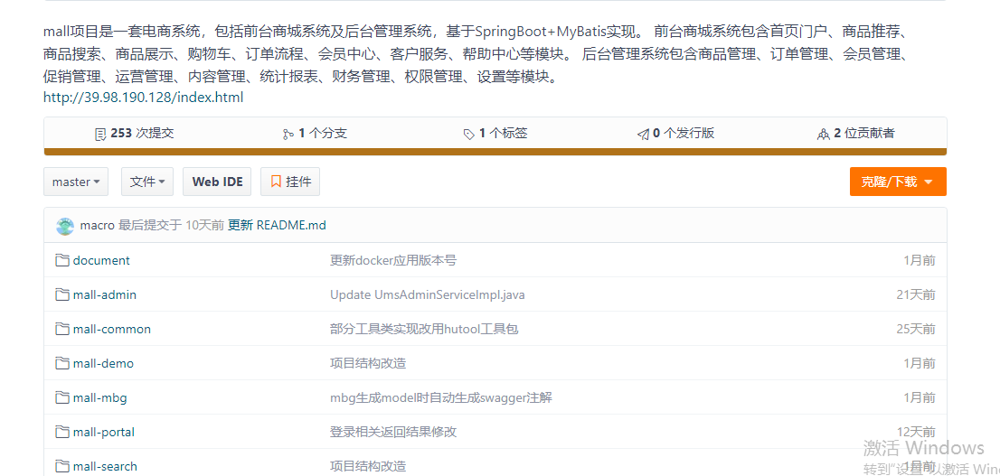 mall项目是一套电商系统，包括前台商城系统及后台管理系统，基于SpringBoot+MyBatis实现。 前台商城系统包含首页门户、商品推荐、
商品搜索、商品展示、购物车、订单流程、会员中心、客户服务、帮助中心等模块。 后台管理系统包含商品管理、订单管理、会员管理、
促销管理、运营管理、内容管理、统计报表、财务管理、权限管理、设置等模块。
http://39.98.190.128/index.html
253 次提交 1 个分支 1 个标签 0 个发行版 2 位贡献者
master 文件 Web IDE 挂件 克隆/下载
macro 最后提交于 10天前 更新 README.md
document 更新docker应用版本号 1月前
mall-admin Update UmsAdminServiceImpl.java 21天前
mall-common 部分工具类实现改用hutool工具包 25天前
mall-demo 项目结构改造 1月前
mall-mbg mbg生成model时自动生成swagger注解 1月前
mall-portal 登录相关返回结果修改 12天前
激活 Windows
mall-search 项目结构改造 1月前
转到"设置"以激活 Win